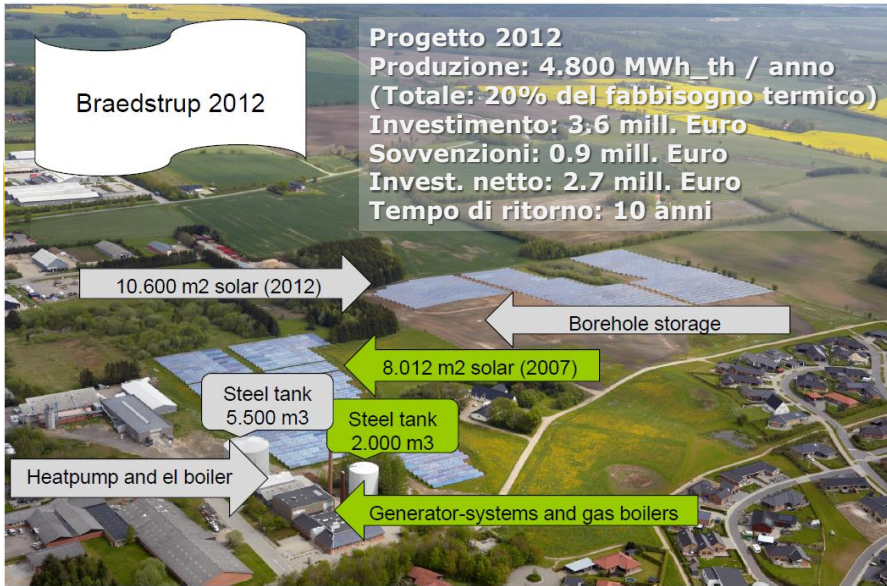 Braedstrup 2012
Progetto 2012
Produzione: 4.800 MWh_th / anno
(Totale: 20% del fabbisogno termico)
Investimento: 3.6 mill. Euro
Sovvenzioni: 0.9 mill. Euro
Invest. netto: 2.7 mill. Euro
Tempo di ritorno: 10 anni
10.600 m2 solar (2012)
Borehole storage
8.012 m2 solar (2007)
Steel tank
5.500 m3
Steel tank
2.000 m3
Heatpump and el boiler
Generator-systems and gas boilers